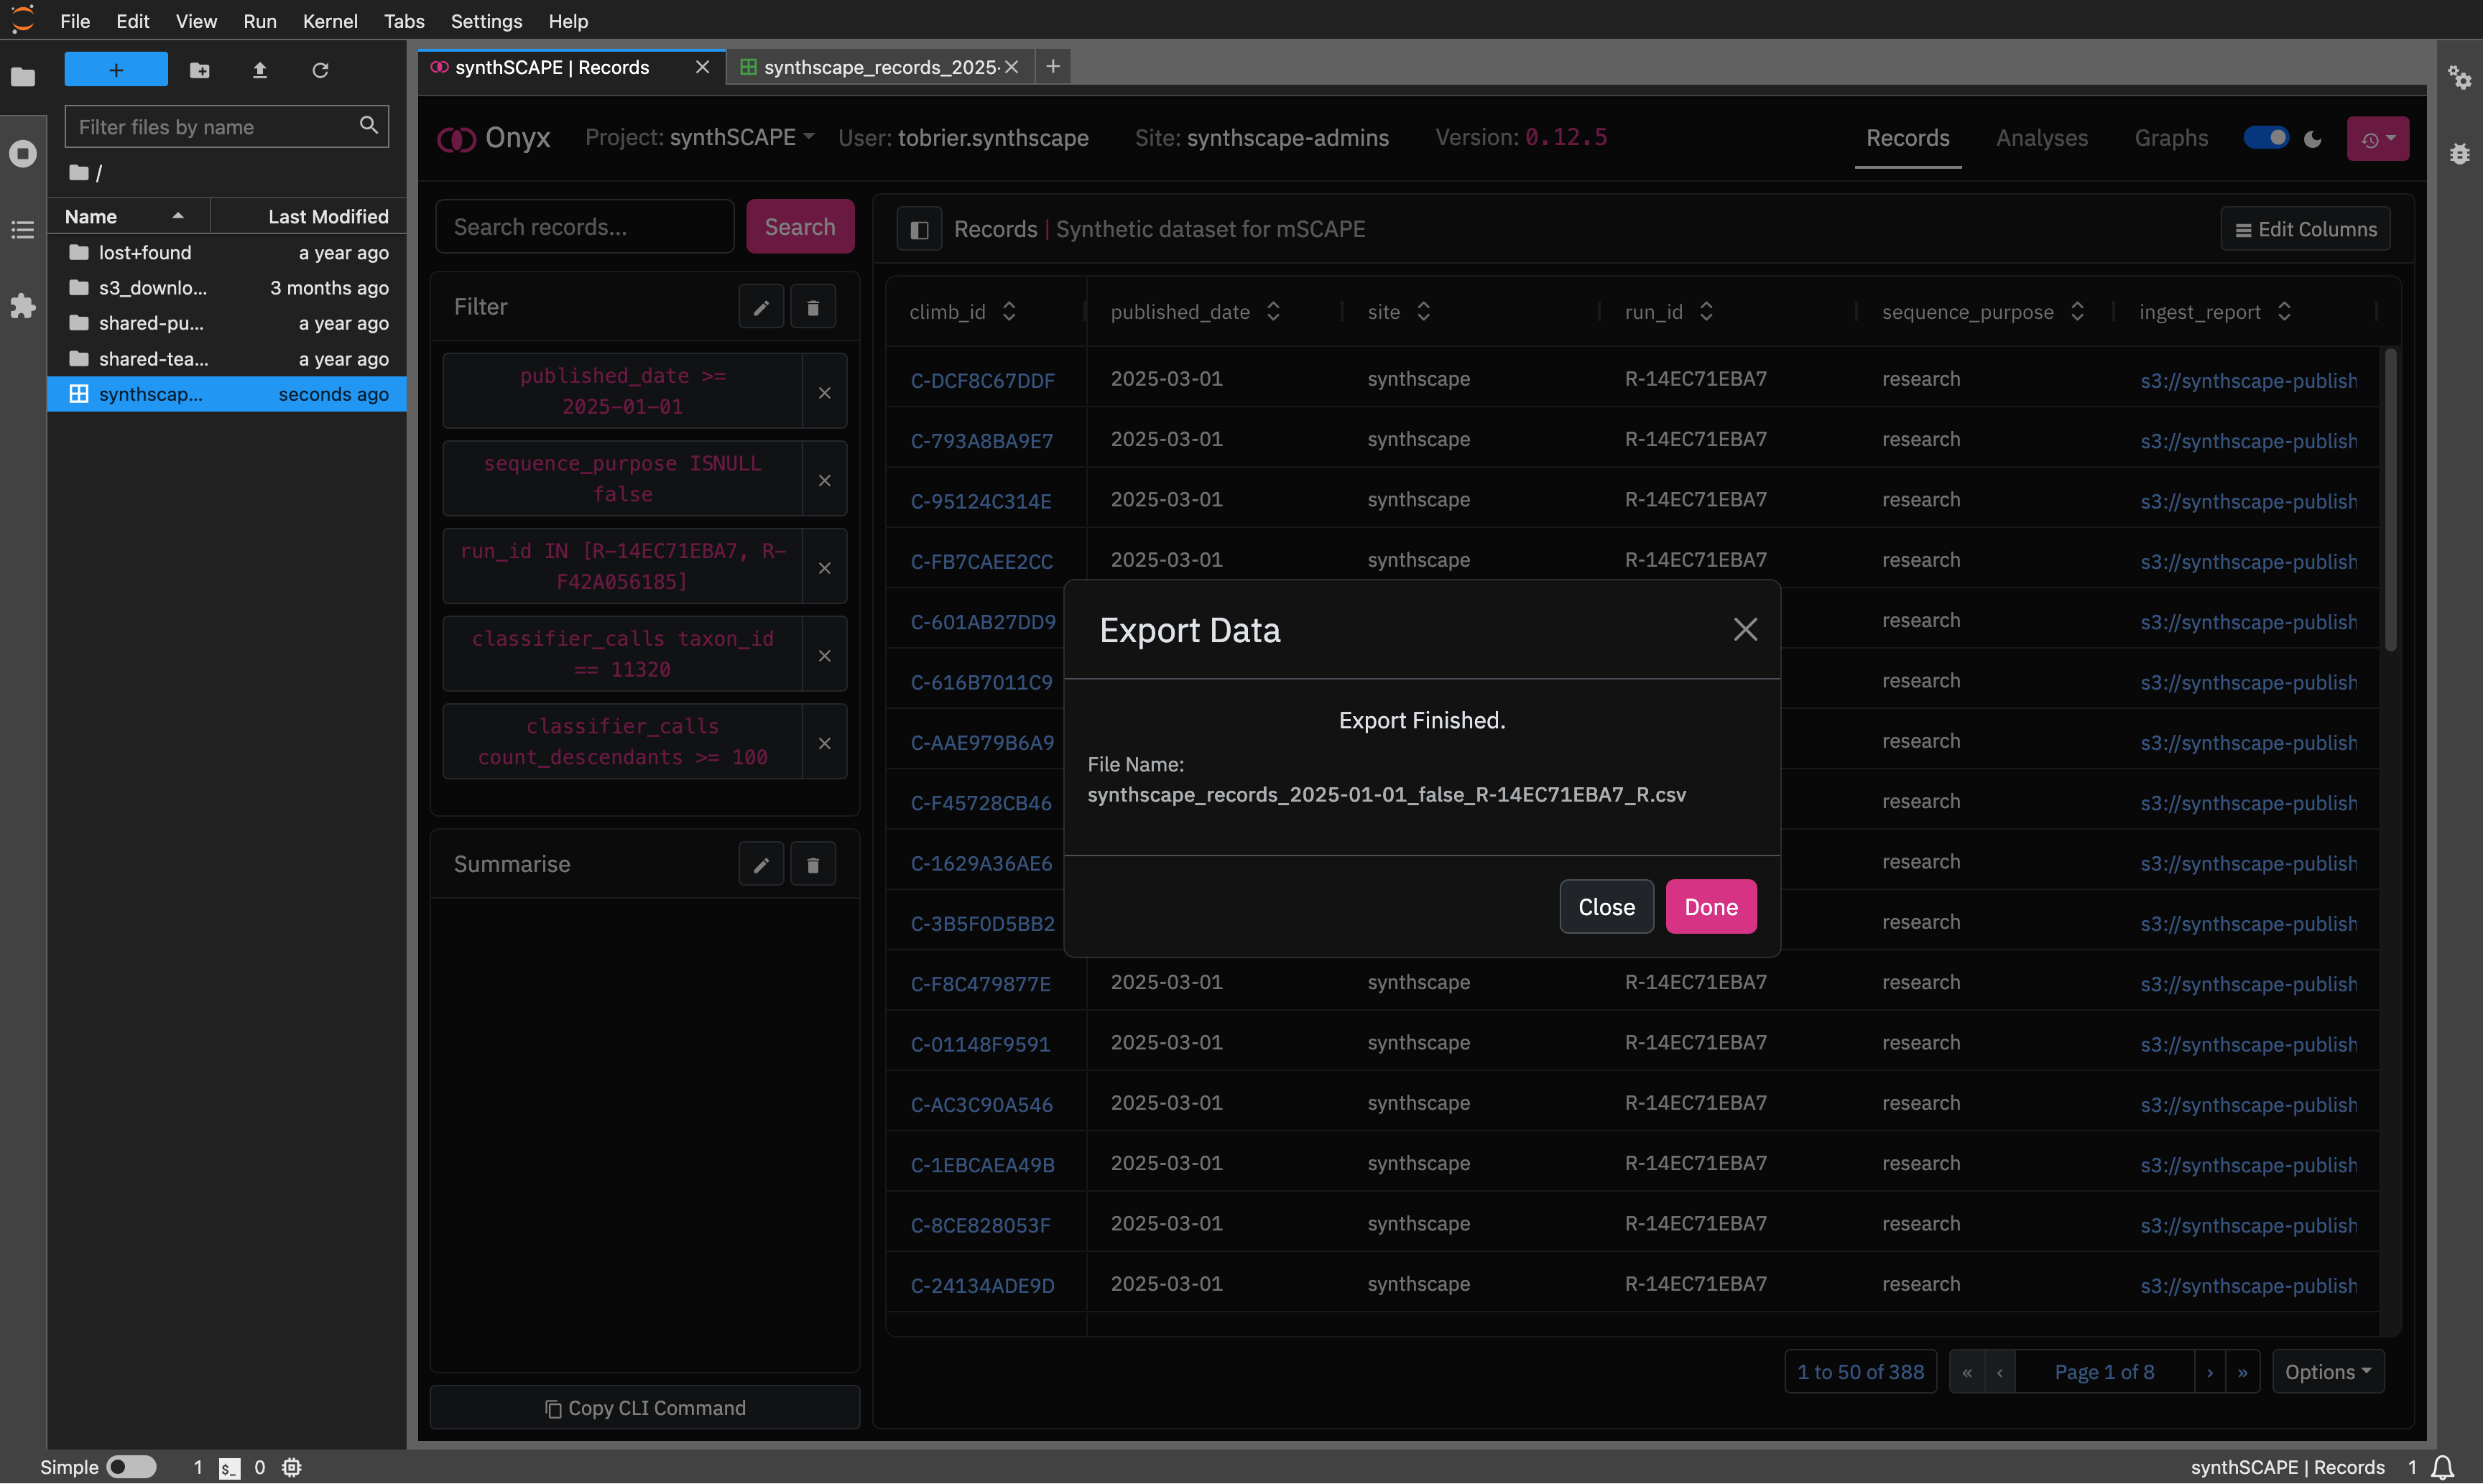 File Edit View Run Kernel Tabs Settings Help
synthSCAPE | Records
synthscape_records_2025-
Filter files by name
/
Name Last Modified
lost+found a year ago
s3_downlo... 3 months ago
shared-pu... a year ago
shared-tea... a year ago
synthscap... seconds ago
Onyx Project: synthSCAPE User: tobrier.synthscape Site: synthscape-admins Version: 0.12.5 Records Analyses Graphs
Search records... Search
Filter
published_date >=
2025-01-01
sequence_purpose ISNULL
false
run_id IN [R-14EC71EBA7, R-
F42A056185]
classifier_calls taxon_id
== 11320
classifier_calls
count_descendants >= 100
Summarise
Copy CLI Command
Records | Synthetic dataset for mSCAPE Edit Columns
climb_id published_date site run_id sequence_purpose ingest_report
C-DCF8C67DDF 2025-03-01 synthscape R-14EC71EBA7 research s3://synthscape-publish
C-793A8BA9E7 2025-03-01 synthscape R-14EC71EBA7 research s3://synthscape-publish
C-95124C314E 2025-03-01 synthscape R-14EC71EBA7 research s3://synthscape-publish
C-FB7CAEE2CC 2025-03-01 synthscape R-14EC71EBA7 research s3://synthscape-publish
C-601AB27DD9 research s3://synthscape-publish
C-616B7011C9 research s3://synthscape-publish
C-AAE979B6A9 research s3://synthscape-publish
C-F45728CB46 research s3://synthscape-publish
C-1629A36AE6 research s3://synthscape-publish
C-3B5F0D5BB2 research s3://synthscape-publish
C-F8C479877E 2025-03-01 synthscape R-14EC71EBA7 research s3://synthscape-publish
C-01148F9591 2025-03-01 synthscape R-14EC71EBA7 research s3://synthscape-publish
C-AC3C90A546 2025-03-01 synthscape R-14EC71EBA7 research s3://synthscape-publish
C-1EBCAEA49B 2025-03-01 synthscape R-14EC71EBA7 research s3://synthscape-publish
C-8CE828053F 2025-03-01 synthscape R-14EC71EBA7 research s3://synthscape-publish
C-24134ADE9D 2025-03-01 synthscape R-14EC71EBA7 research s3://synthscape-publish
Export Data
Export Finished.
File Name:
synthscape_records_2025-01-01_false_R-14EC71EBA7_R.csv
Close Done
1 to 50 of 388 « ‹ Page 1 of 8 › » Options
Simple 1 $_ 0 synthSCAPE | Records 1